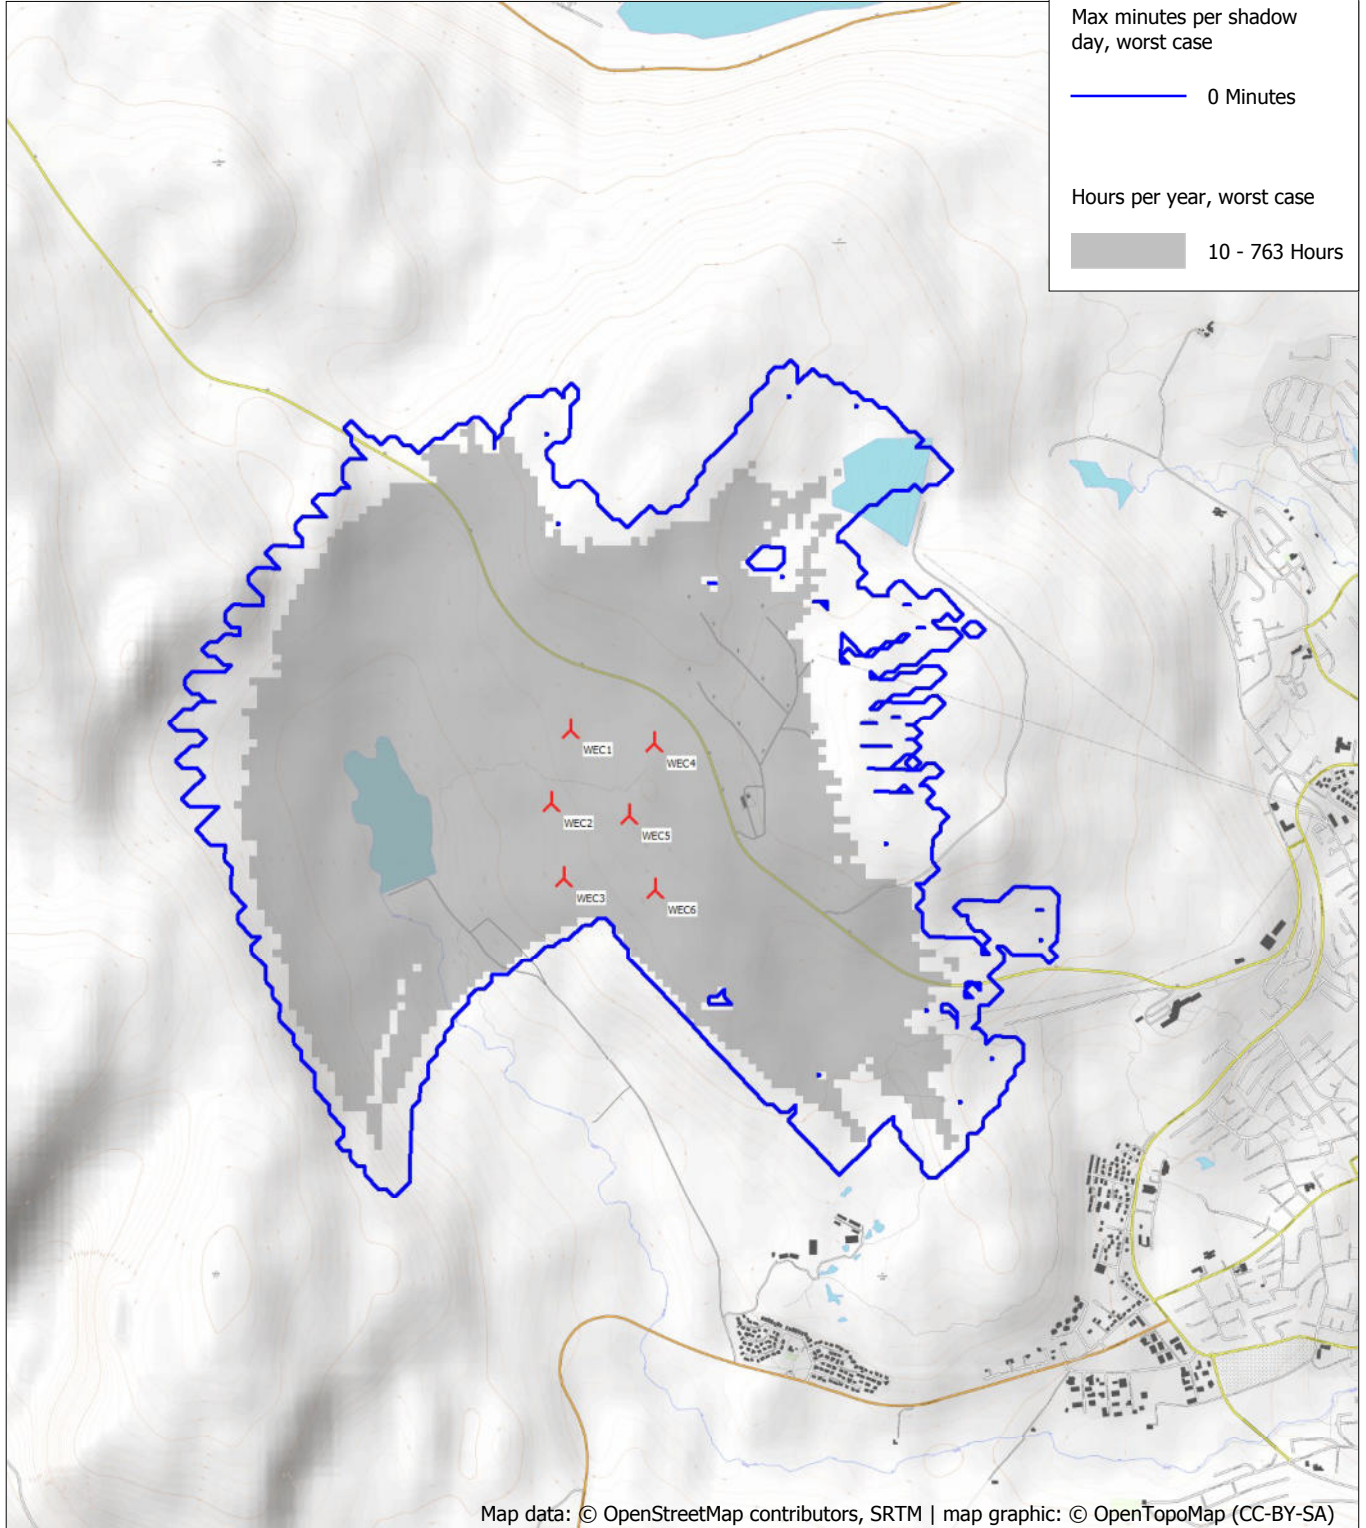 Max minutes per shadow
day, worst case
0 Minutes
Hours per year, worst case
10 - 763 Hours
WEC1
WEC4
WEC2
WEC5
WEC3
WEC6
Map data: © OpenStreetMap contributors, SRTM | map graphic: © OpenTopoMap (CC-BY-SA)